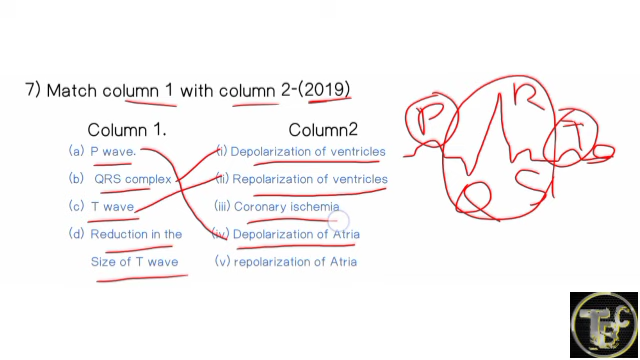 7) Match column 1 with column 2-(2019)
Column 1. Column2
(a) P wave. (i) Depolarization of ventricles
(b) QRS complex (ii) Repolarization of ventricles
(c) T wave (iii) Coronary ischemia
(d) Reduction in the (iv) Depolarization of Atria
Size of T wave (v) repolarization of Atria
P R T
Q S